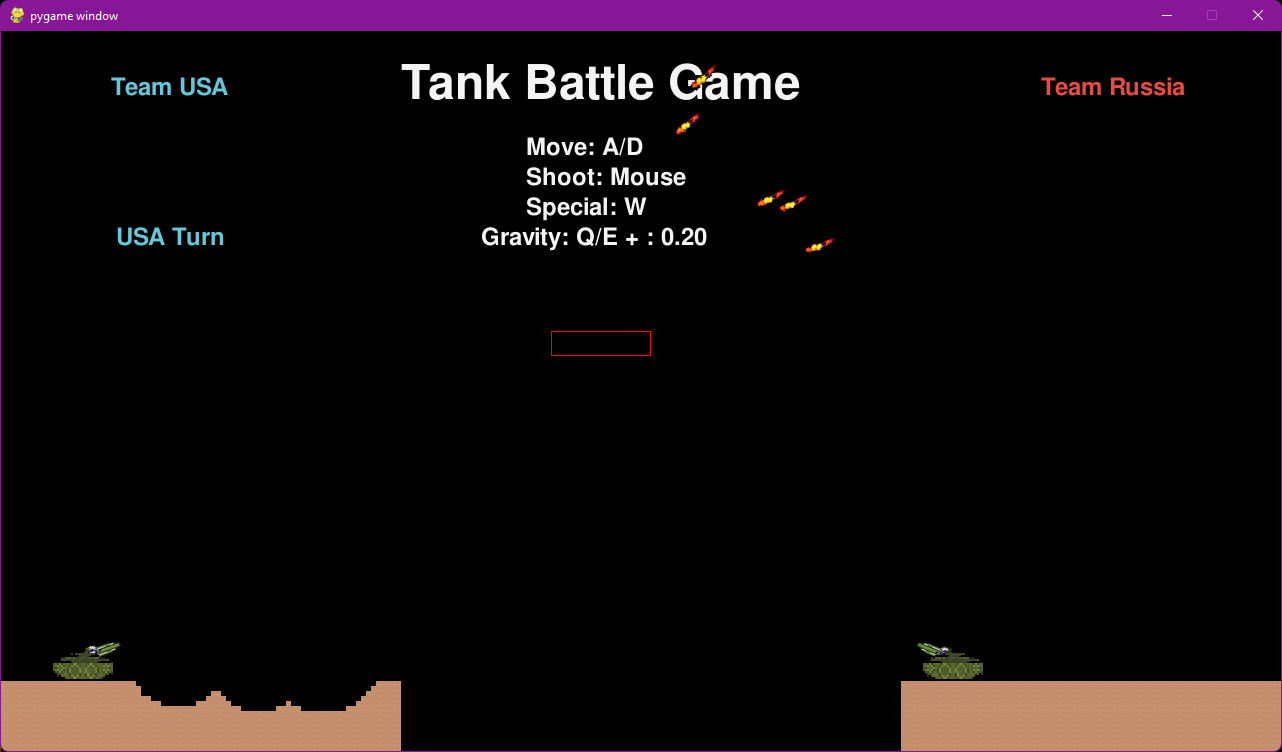 pygame window
Team USA
Tank Battle Game
Team Russia
Move: A/D
Shoot: Mouse
Special: W
USA Turn
Gravity: Q/E + : 0.20